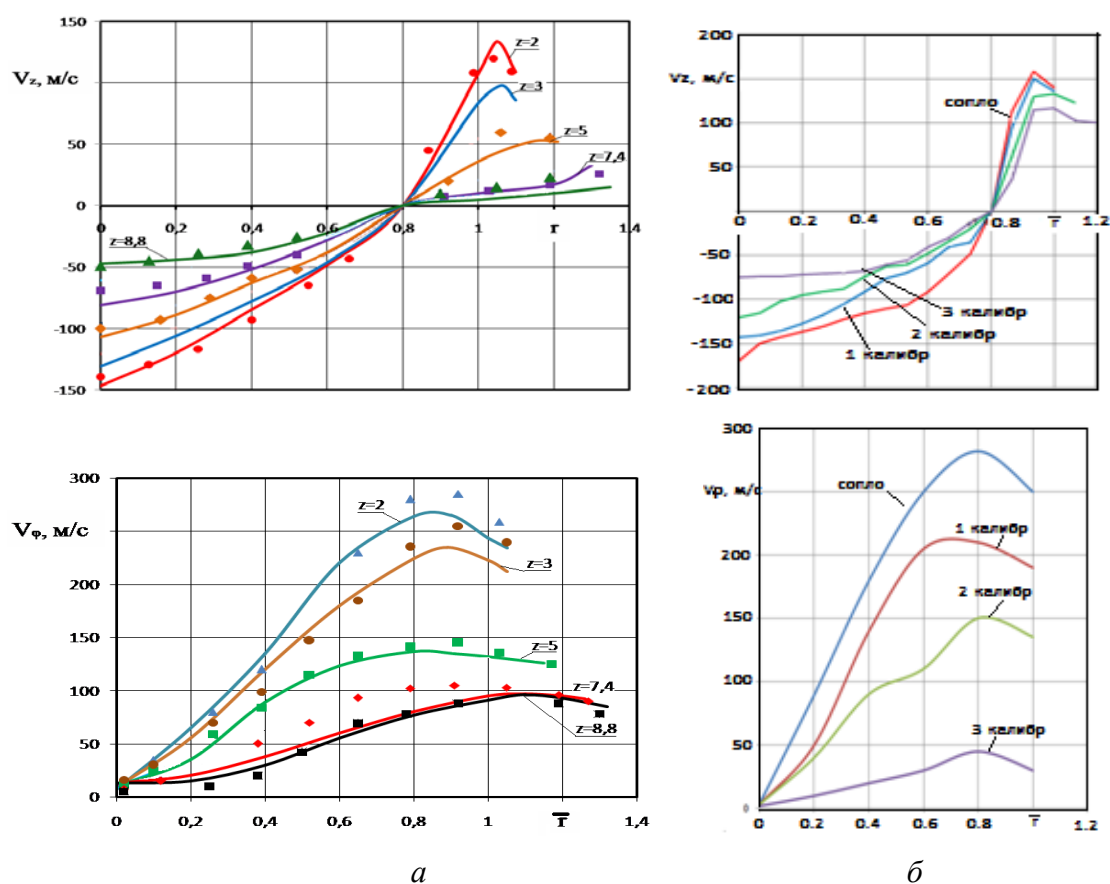 150
V_z, м/с
z=2
100
z=3
50
z=5
z=7,4
0
0 0,2 0,4 0,6 0,8 1 r 1,4
z=8,8
-50
-100
-150
200
Vz, м/с
150
сопло
100
50
0
0 0.2 0.4 0.6 0.8 r̅ 1.2
-50
3 калибр
-100
2 калибр
1 калибр
-150
-200
300
z=2
V_φ, м/с
250
z=3
200
150
z=5
100
z=7,4
z=8,8
50
0
0 0,2 0,4 0,6 0,8 1 r̅ 1,4
300
сопло
Vр, м/с
250
1 калибр
200
2 калибр
150
100
3 калибр
50
0
0 0.2 0.4 0.6 0.8 r̅ 1.2
а б